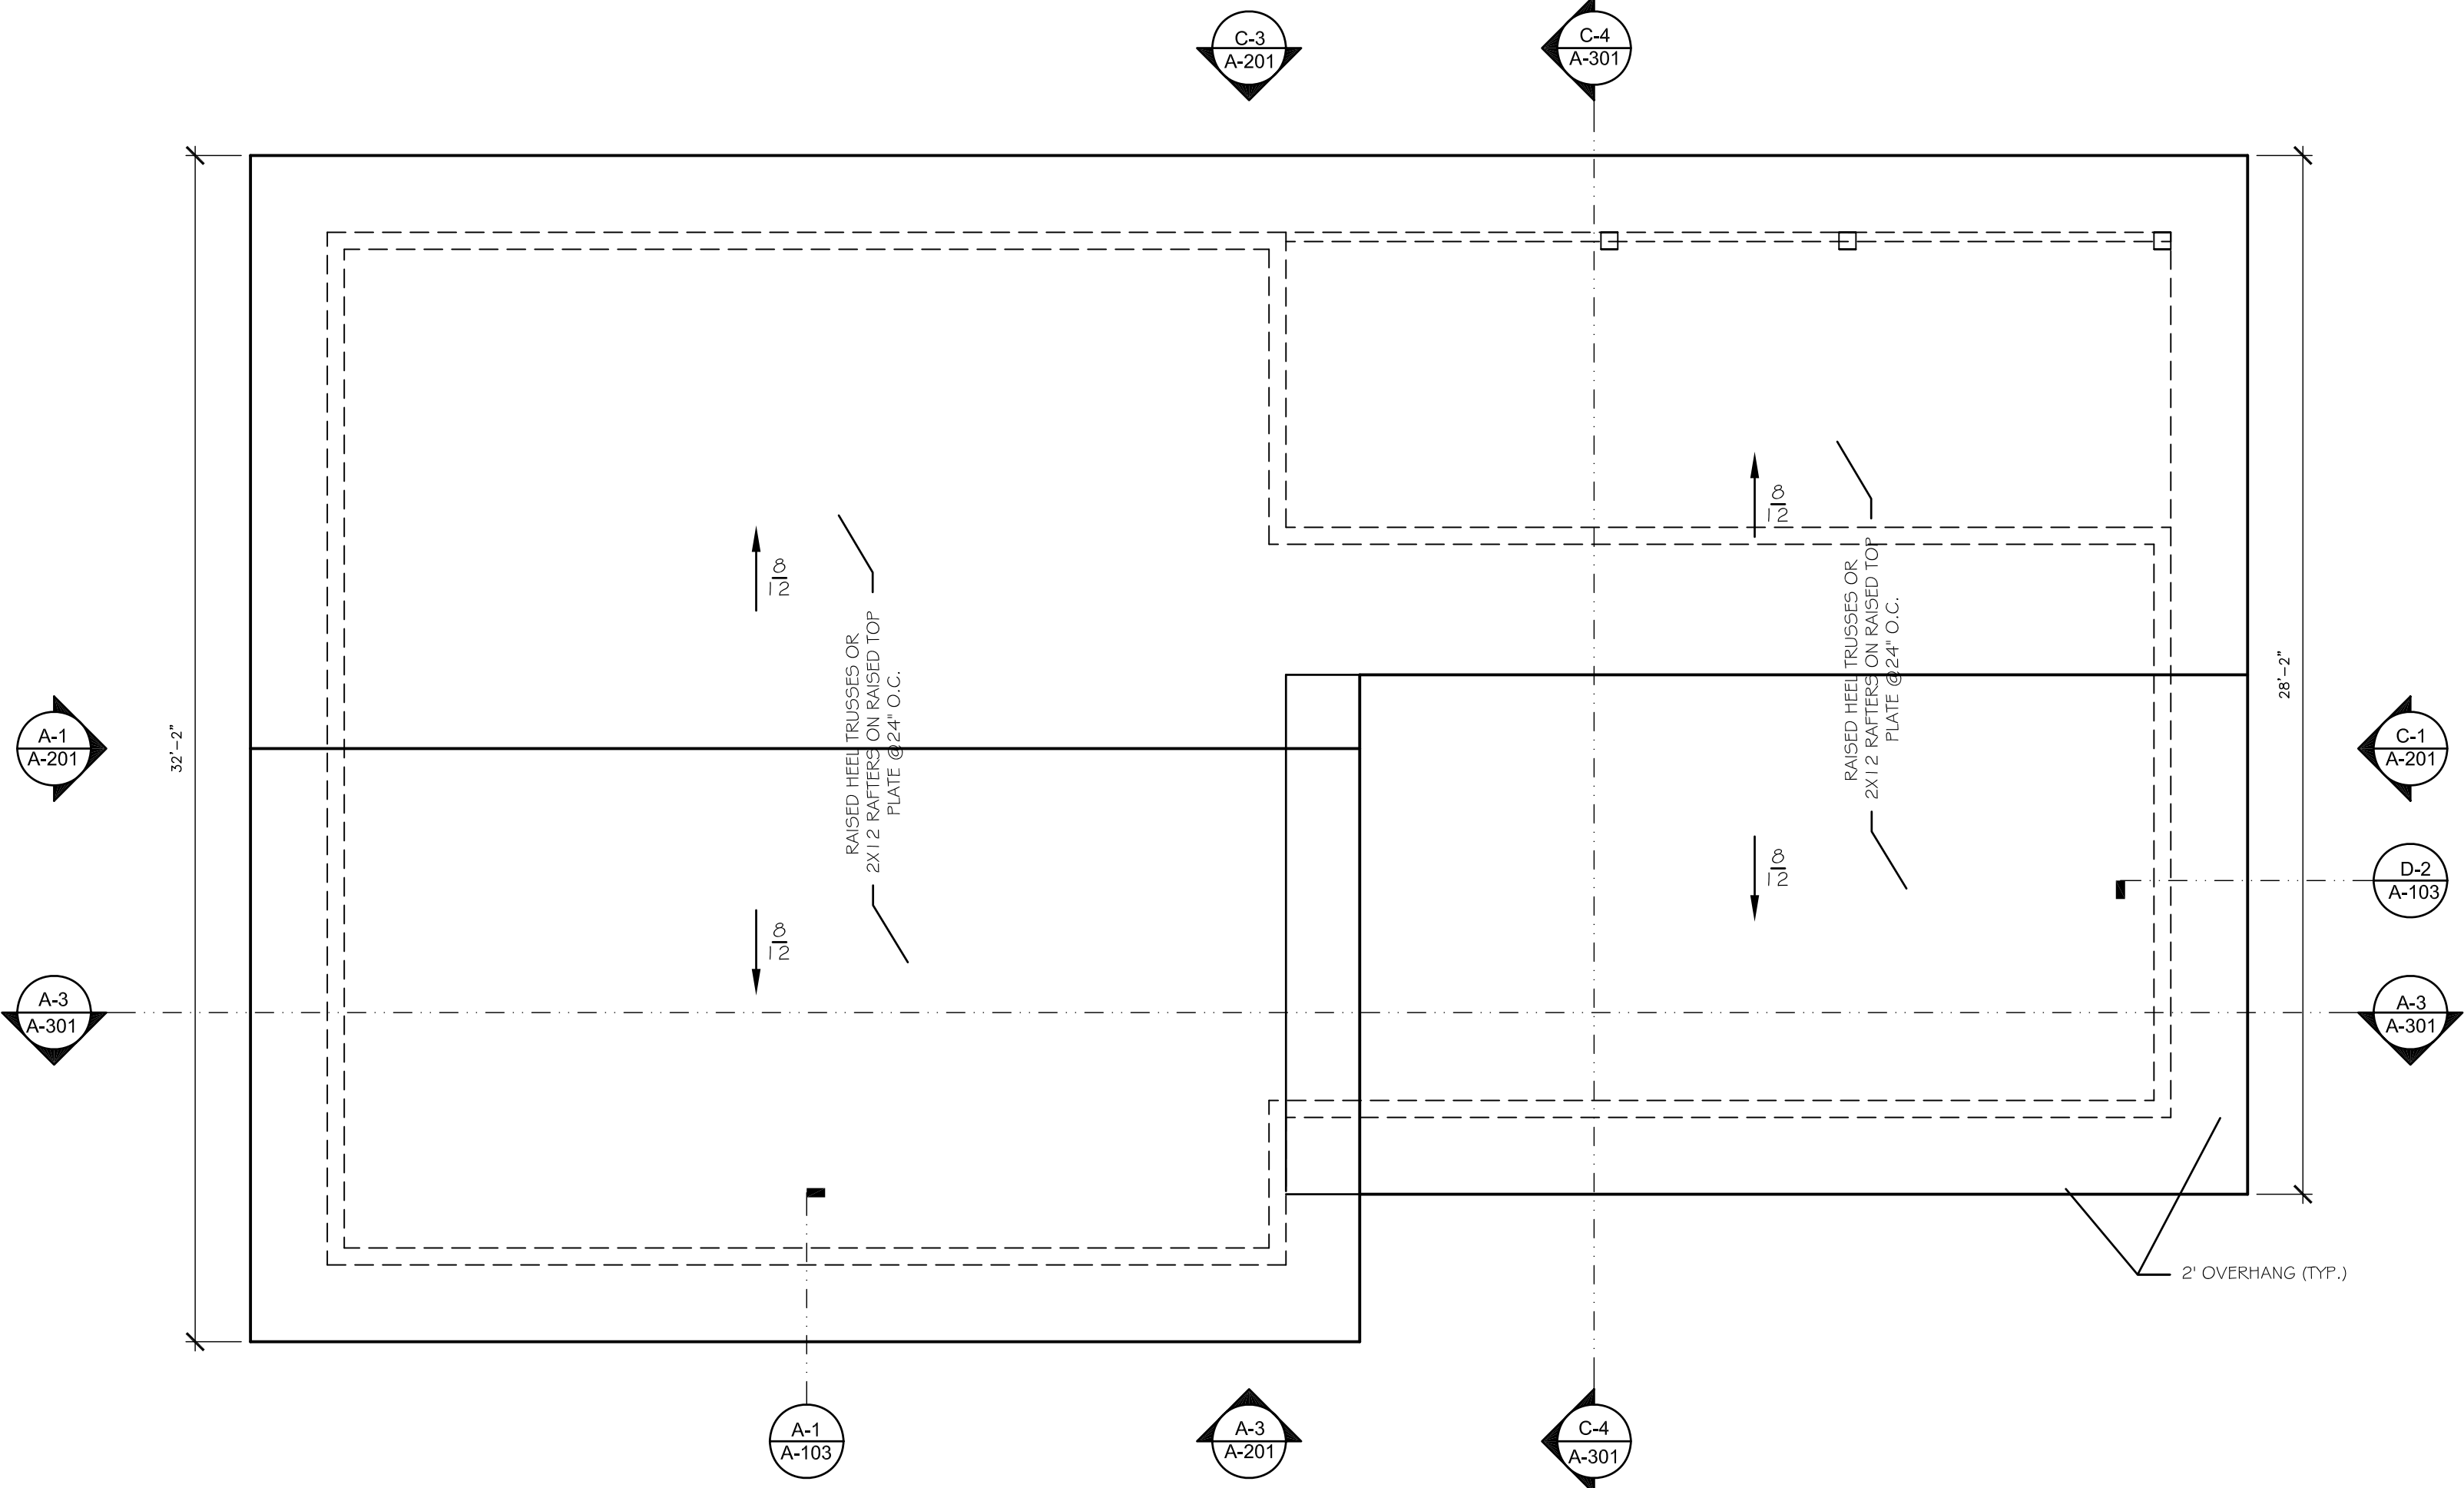 C-3
A-201
C-4
A-301
8
12
8
12
RAISED HEEL TRUSSES OR
2X12 RAFTERS ON RAISED TOP
PLATE @24" O.C.
RAISED HEEL TRUSSES OR
2X12 RAFTERS ON RAISED TOP
PLATE @24" O.C.
32'-2"
28'-2"
A-1
A-201
C-1
A-201
8
12
8
12
D-2
A-103
A-3
A-301
A-3
A-301
2' OVERHANG (TYP.)
A-1
A-103
A-3
A-201
C-4
A-301